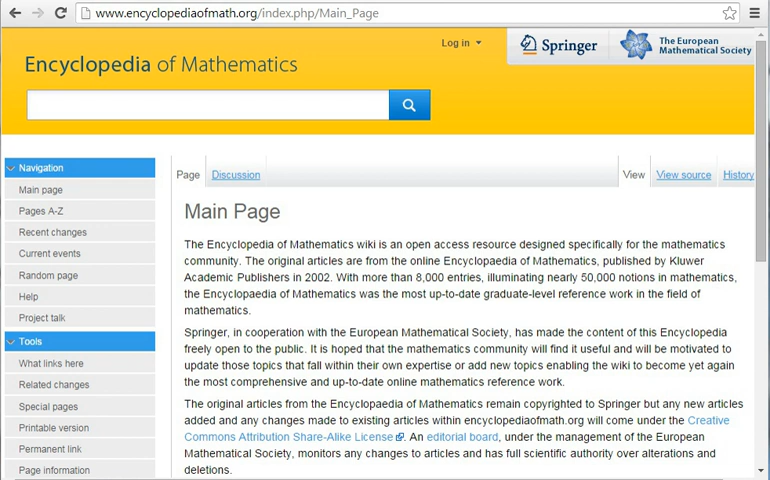 www.encyclopediaofmath.org/index.php/Main_Page
Log in
Springer
The European
Mathematical Society
Encyclopedia of Mathematics
Navigation
Main page
Pages A-Z
Recent changes
Current events
Random page
Help
Project talk
Tools
What links here
Related changes
Special pages
Printable version
Permanent link
Page information
Page
Discussion
View
View source
History
Main Page
The Encyclopedia of Mathematics wiki is an open access resource designed specifically for the mathematics
community. The original articles are from the online Encyclopaedia of Mathematics, published by Kluwer
Academic Publishers in 2002. With more than 8,000 entries, illuminating nearly 50,000 notions in mathematics,
the Encyclopaedia of Mathematics was the most up-to-date graduate-level reference work in the field of
mathematics.
Springer, in cooperation with the European Mathematical Society, has made the content of this Encyclopedia
freely open to the public. It is hoped that the mathematics community will find it useful and will be motivated to
update those topics that fall within their own expertise or add new topics enabling the wiki to become yet again
the most comprehensive and up-to-date online mathematics reference work.
The original articles from the Encyclopaedia of Mathematics remain copyrighted to Springer but any new articles
added and any changes made to existing articles within encyclopediaofmath.org will come under the Creative
Commons Attribution Share-Alike License. An editorial board, under the management of the European
Mathematical Society, monitors any changes to articles and has full scientific authority over alterations and
deletions.